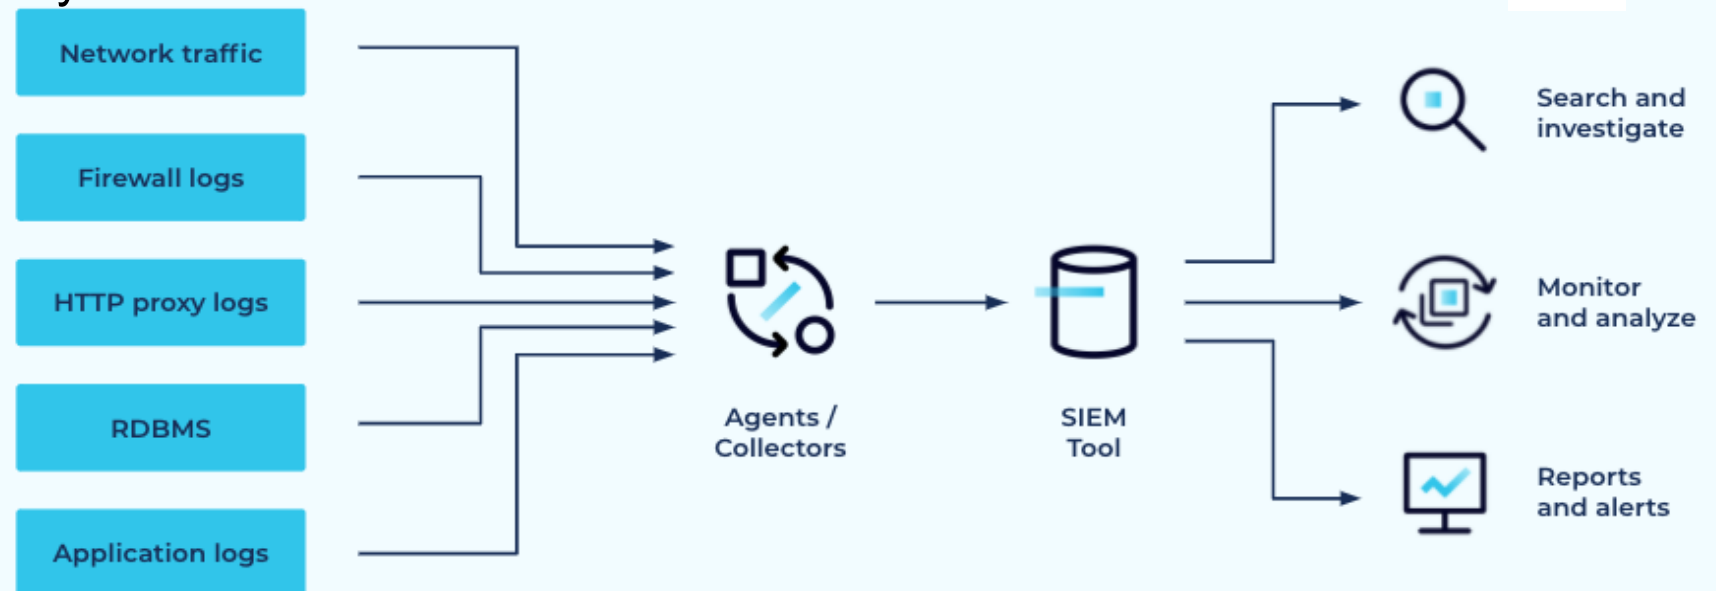 Network traffic
Firewall logs
HTTP proxy logs
RDBMS
Application logs
Agents /
Collectors
SIEM
Tool
Search and
investigate
Monitor
and analyze
Reports
and alerts